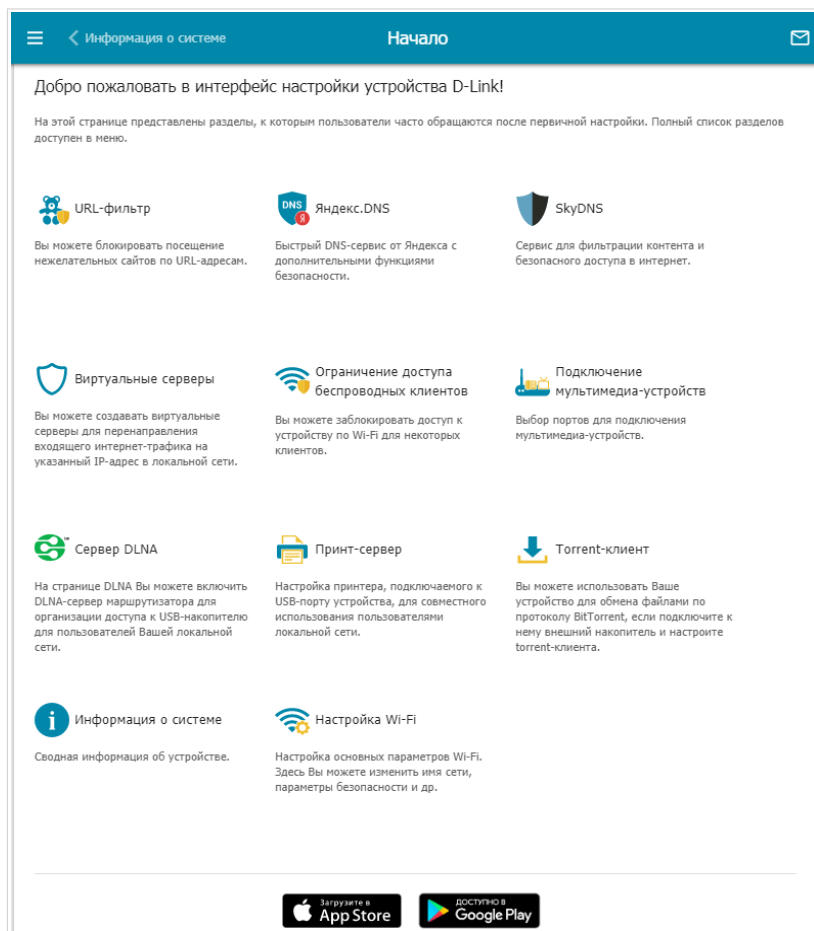 Информация о системе
Начало
Добро пожаловать в интерфейс настройки устройства D-Link!
На этой странице представлены разделы, к которым пользователи часто обращаются после первичной настройки. Полный список разделов
доступен в меню.
URL-фильтр
Вы можете блокировать посещение
нежелательных сайтов по URL-адресам.
DNS
Я
Яндекс.DNS
Быстрый DNS-сервис от Яндекса с
дополнительными функциями
безопасности.
SkyDNS
Сервис для фильтрации контента и
безопасного доступа в интернет.
Виртуальные серверы
Вы можете создавать виртуальные
серверы для перенаправления
входящего интернет-трафика на
указанный IP-адрес в локальной сети.
Ограничение доступа
беспроводных клиентов
Вы можете заблокировать доступ к
устройству по Wi-Fi для некоторых
клиентов.
Подключение
мультимедиа-устройств
Выбор портов для подключения
мультимедиа-устройств.
Сервер DLNA
На странице DLNA Вы можете включить
DLNA-сервер маршрутизатора для
организации доступа к USB-накопителю
для пользователей Вашей локальной
сети.
Принт-сервер
Настройка принтера, подключаемого к
USB-порту устройства, для совместного
использования пользователями
локальной сети.
Torrent-клиент
Вы можете использовать Ваше
устройство для обмена файлами по
протоколу BitTorrent, если подключите к
нему внешний накопитель и настроите
torrent-клиента.
i
Информация о системе
Сводная информация об устройстве.
Настройка Wi-Fi
Настройка основных параметров Wi-Fi.
Здесь Вы можете изменить имя сети,
параметры безопасности и др.
Загрузите в
App Store
ДОСТУПНО В
Google Play